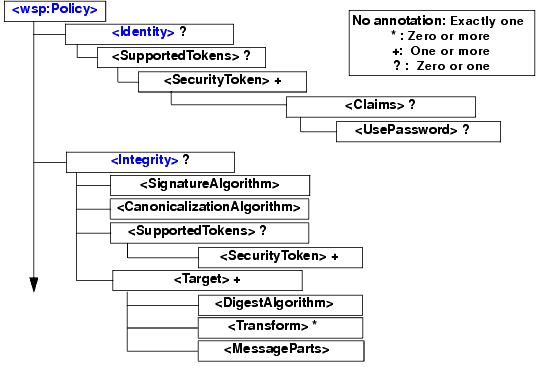 <wsp:Policy>
No annotation: Exactly one
* : Zero or more
+: One or more
? : Zero or one
<Identity> ?
<SupportedTokens> ?
<SecurityToken> +
<Claims> ?
<UsePassword> ?
<Integrity> ?
<SignatureAlgorithm>
<CanonicalizationAlgorithm>
<SupportedTokens> ?
<SecurityToken> +
<Target> +
<DigestAlgorithm>
<Transform> *
<MessageParts>